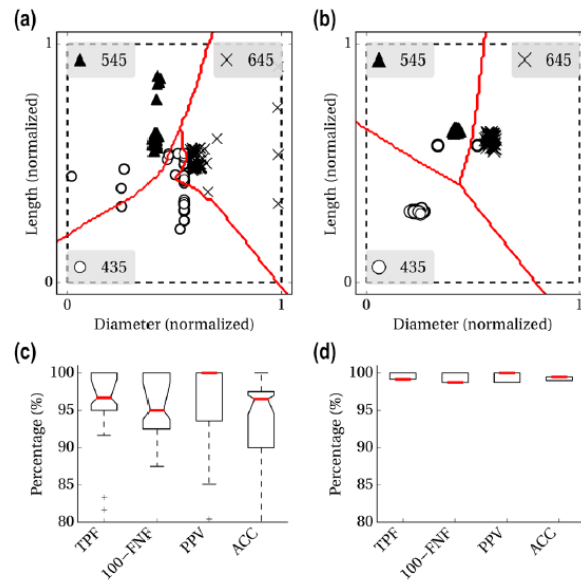 (a)
(b)
1
545
645
Length (normalized)
435
0
0
1
Diameter (normalized)
1
545
645
Length (normalized)
435
0
0
1
Diameter (normalized)
(c)
(d)
100
95
90
85
80
Percentage (%)
TPF
100-FNF
PPV
ACC
100
95
90
85
80
Percentage (%)
TPF
100-FNF
PPV
ACC